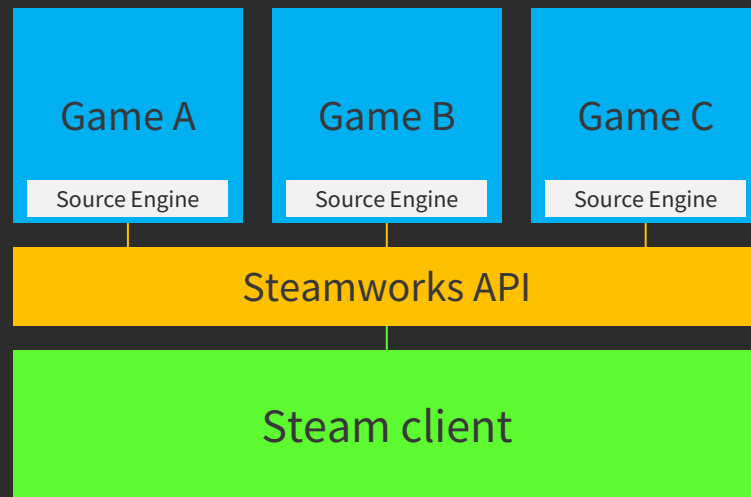 Game A
Game B
Game C
Source Engine
Source Engine
Source Engine
Steamworks API
Steam client